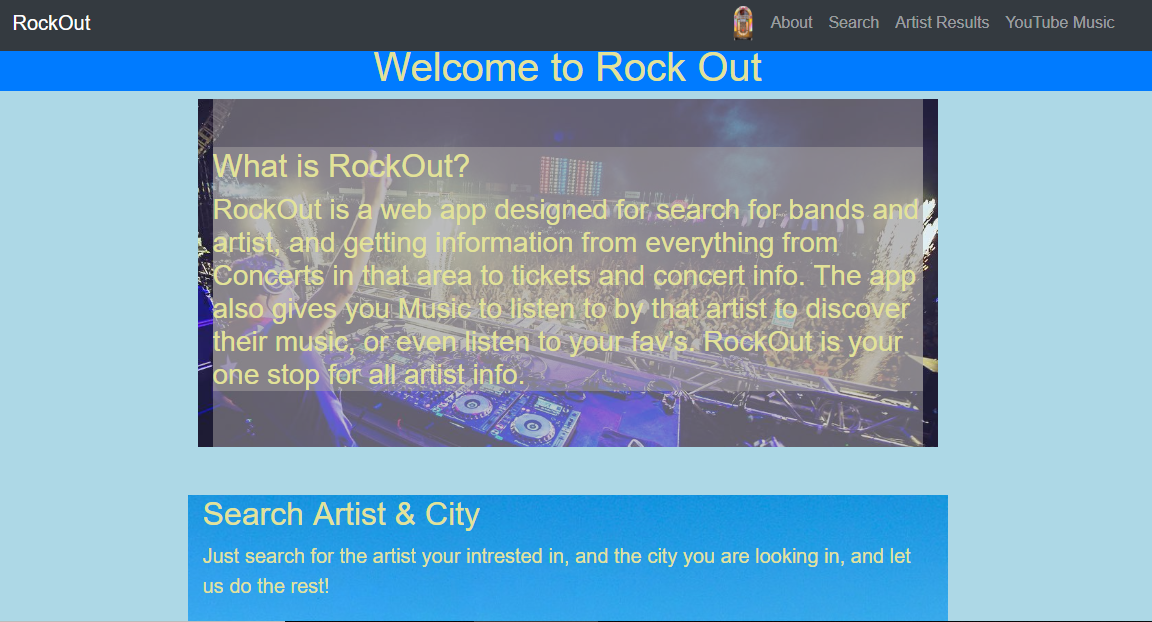 RockOut
About Search Artist Results YouTube Music
Welcome to Rock Out
What is RockOut?
RockOut is a web app designed for search for bands and
artist, and getting information from everything from
Concerts in that area to tickets and concert info. The app
also gives you Music to listen to by that artist to discover
their music, or even listen to your fav's. RockOut is your
one stop for all artist info.
Search Artist & City
Just search for the artist your intrested in, and the city you are looking in, and let
us do the rest!